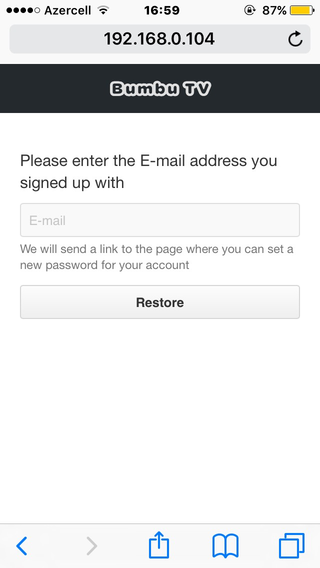 Azercell 16:59 87%
192.168.0.104
Bumbu TV
Please enter the E-mail address you
signed up with
E-mail
We will send a link to the page where you can set a
new password for your account
Restore